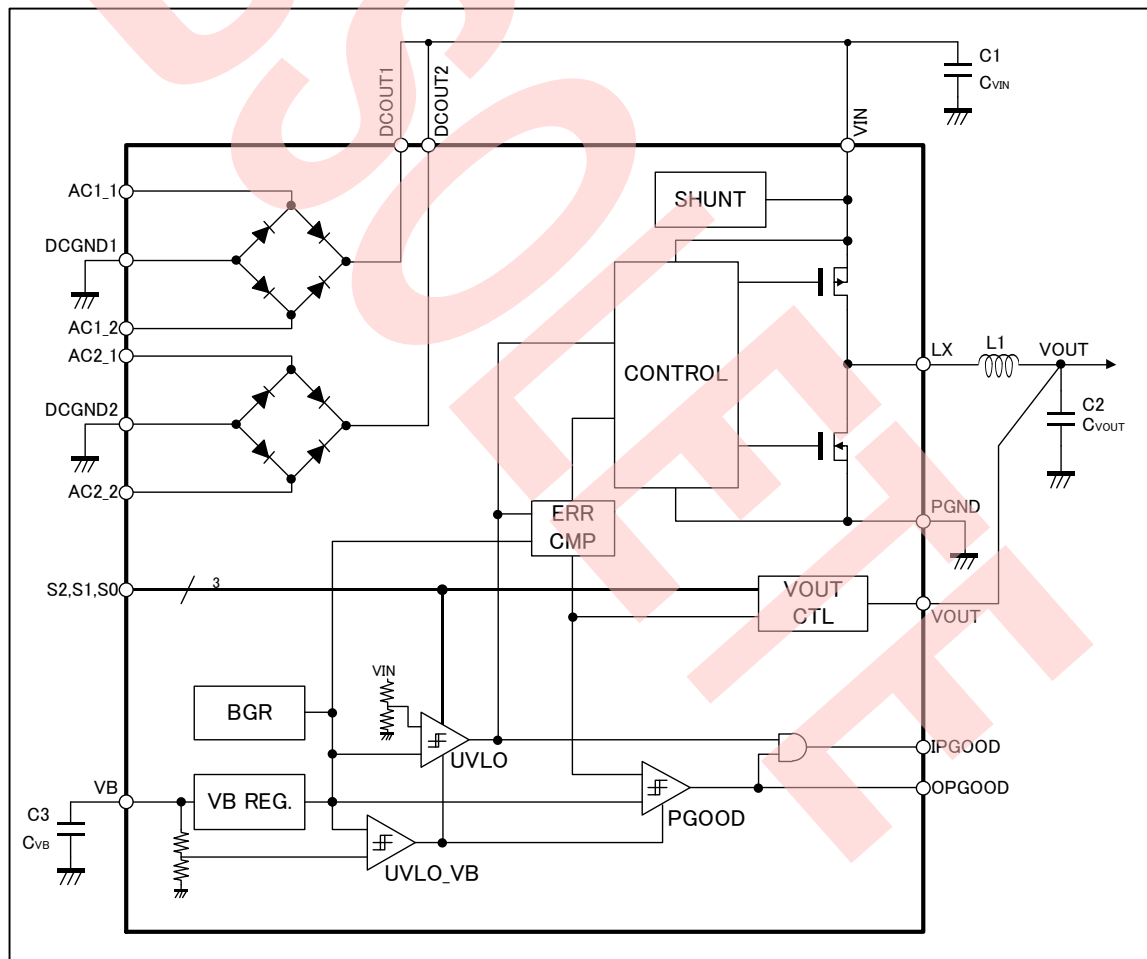 OBSOLETE
DCOUT1
DCOUT2
VIN
C1
CVIN
AC1_1
DCGND1
AC1_2
AC2_1
DCGND2
AC2_2
SHUNT
CONTROL
LX
L1
VOUT
C2
CVOUT
PGND
ERR
CMP
S2,S1,S0
3
VOUT
CTL
VOUT
VIN
BGR
UVLO
IPGOOD
VB
VB REG.
OPGOOD
PGOOD
C3
CVB
UVLO_VB